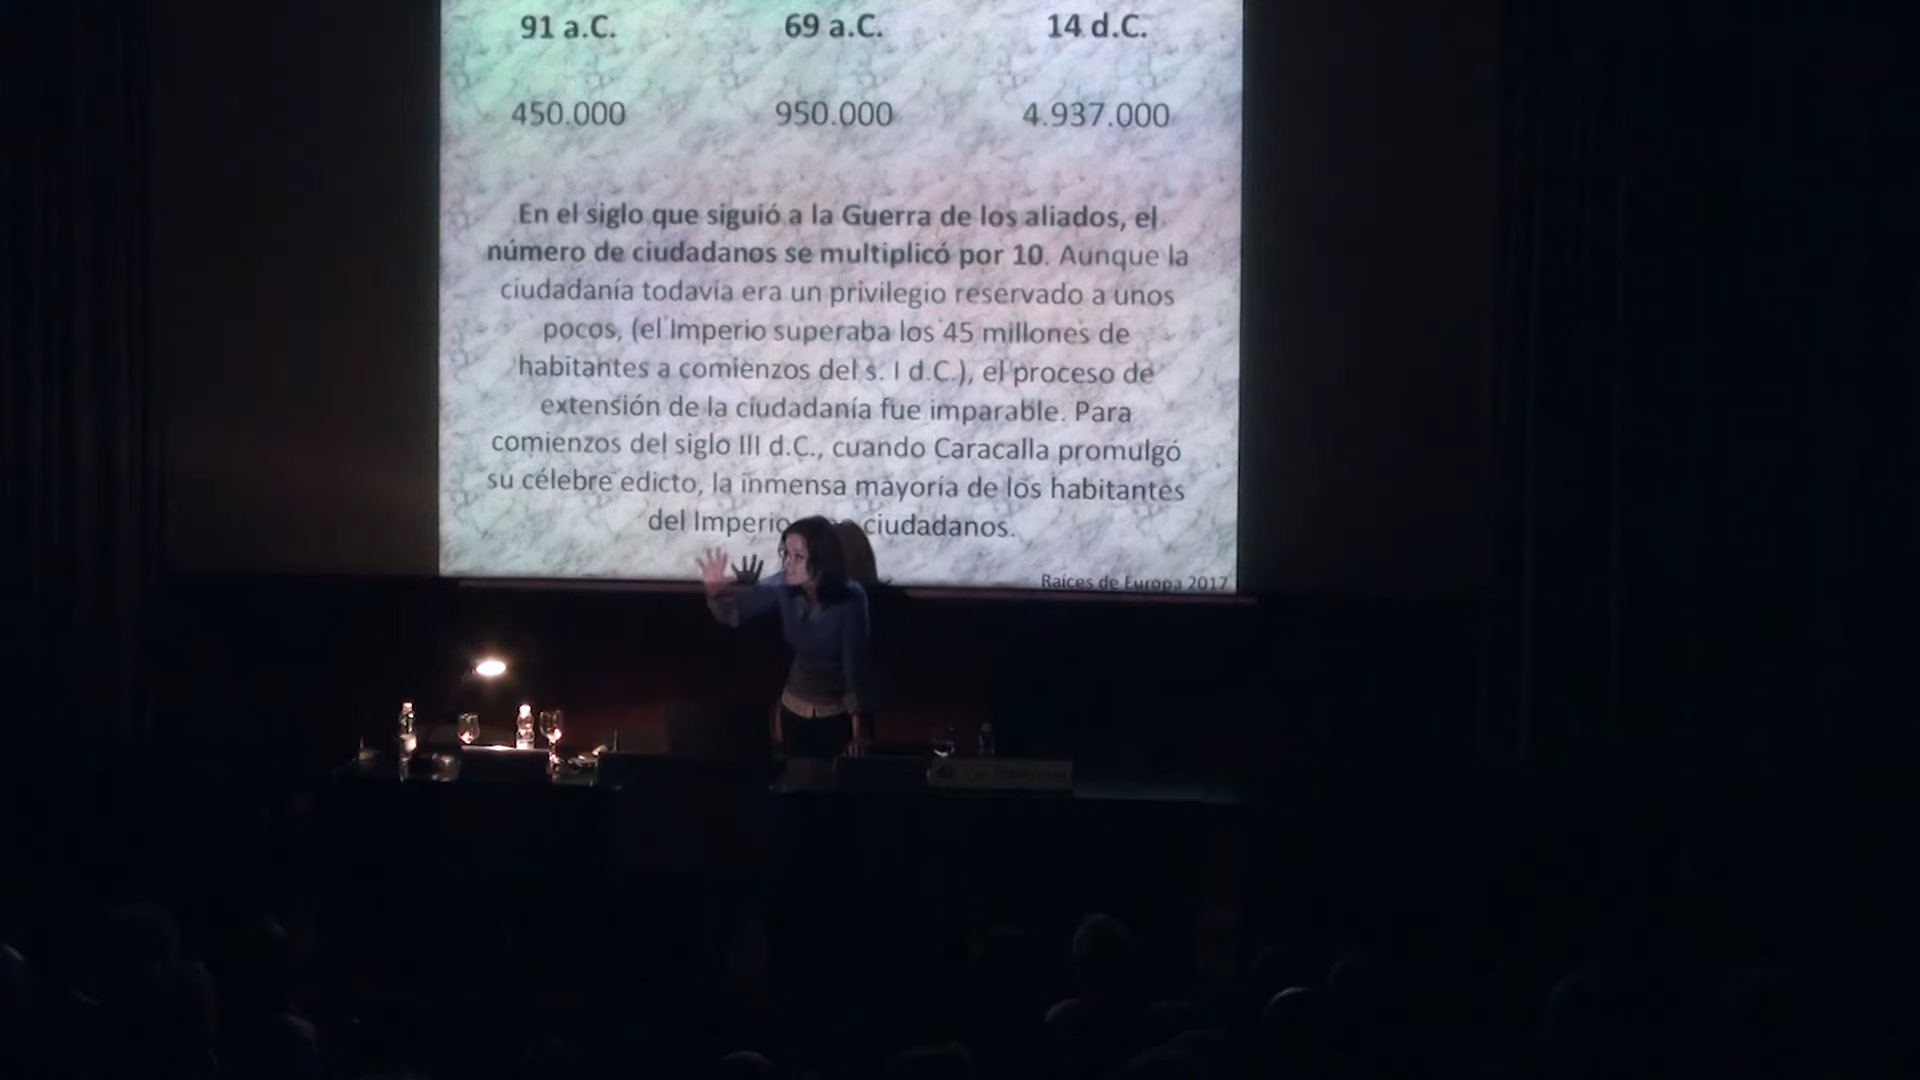 91 a.C. 69 a.C. 14 d.C.
450.000 950.000 4.937.000
En el siglo que siguió a la Guerra de los aliados, el
número de ciudadanos se multiplicó por 10. Aunque la
ciudadanía todavía era un privilegio reservado a unos
pocos, (el Imperio superaba los 45 millones de
habitantes a comienzos del s. I d.C.), el proceso de
extensión de la ciudadanía fue imparable. Para
comienzos del siglo III d.C., cuando Caracalla promulgó
su célebre edicto, la inmensa mayoría de los habitantes
del Imperio ciudadanos.
Raíces de Europa 2017